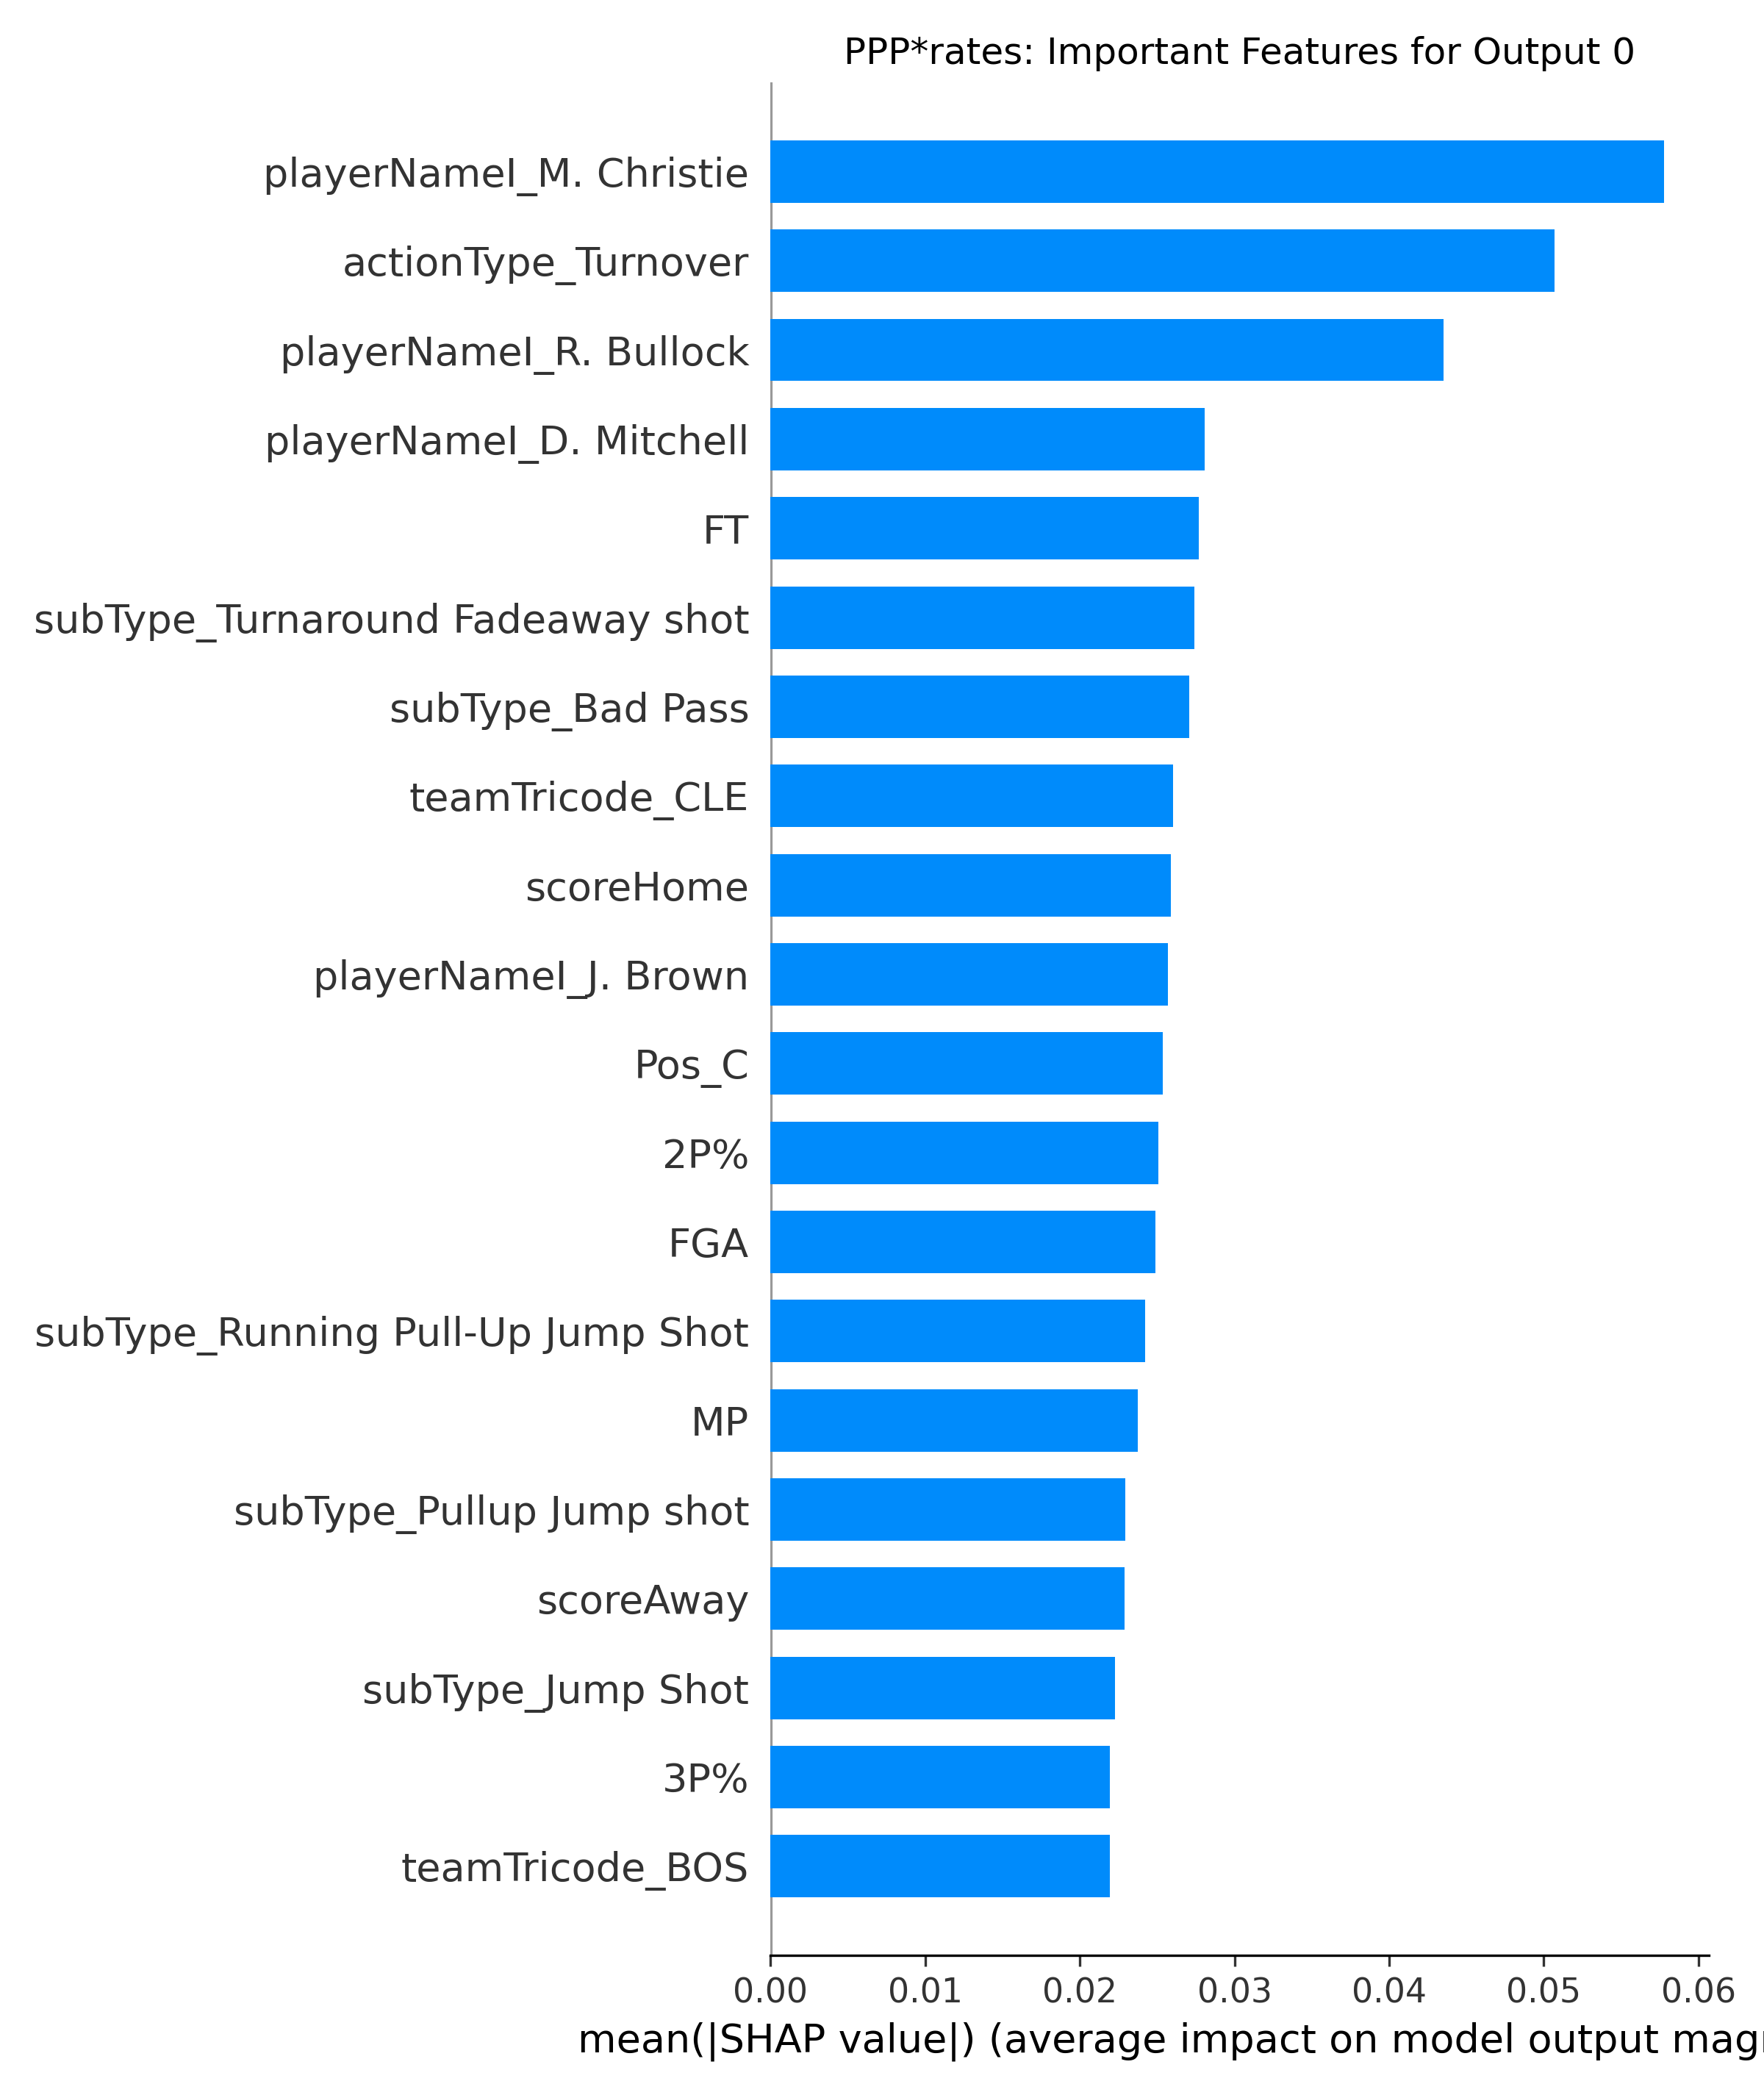 PPP*rates: Important Features for Output 0
playerNameI_M. Christie
actionType_Turnover
playerNameI_R. Bullock
playerNameI_D. Mitchell
FT
subType_Turnaround Fadeaway shot
subType_Bad Pass
teamTricode_CLE
scoreHome
playerNameI_J. Brown
Pos_C
2P%
FGA
subType_Running Pull-Up Jump Shot
MP
subType_Pullup Jump shot
scoreAway
subType_Jump Shot
3P%
teamTricode_BOS
0.00 0.01 0.02 0.03 0.04 0.05 0.06
mean(|SHAP value|) (average impact on model output mag